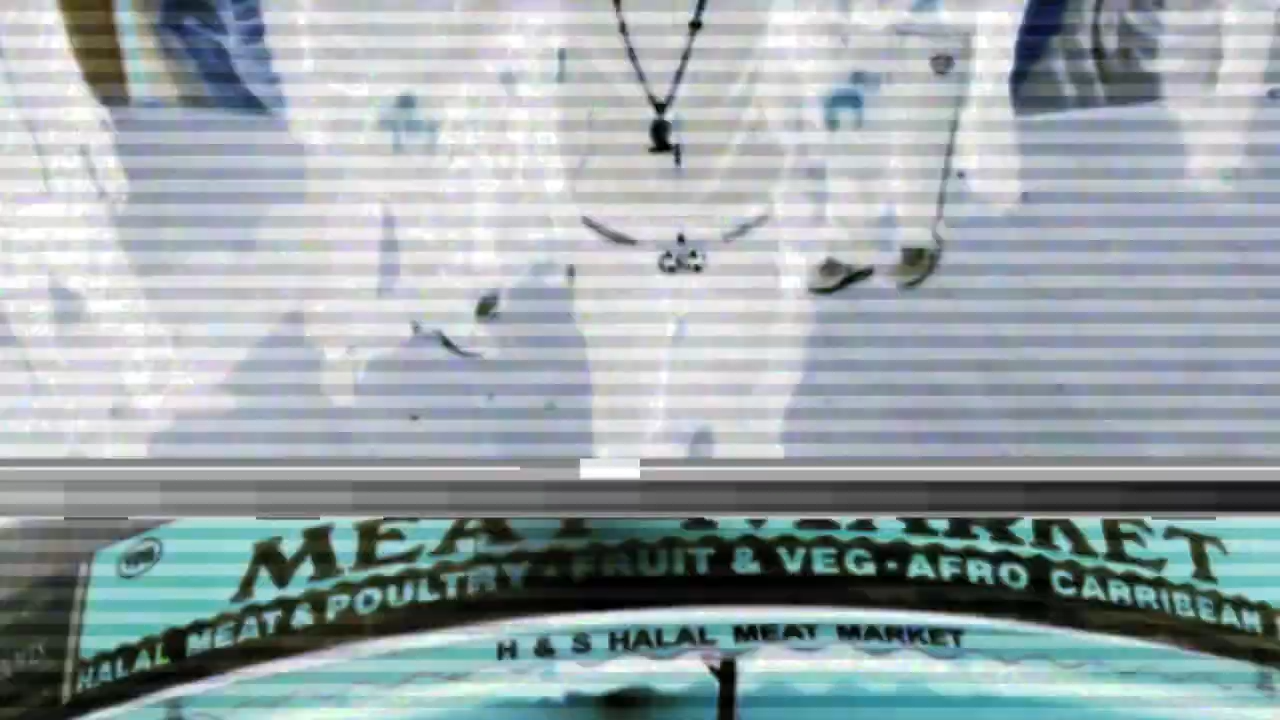 MEAT MARKET
HALAL MEAT & POULTRY · FRUIT & VEG · AFRO CARRIBEAN
H & S HALAL MEAT MARKET